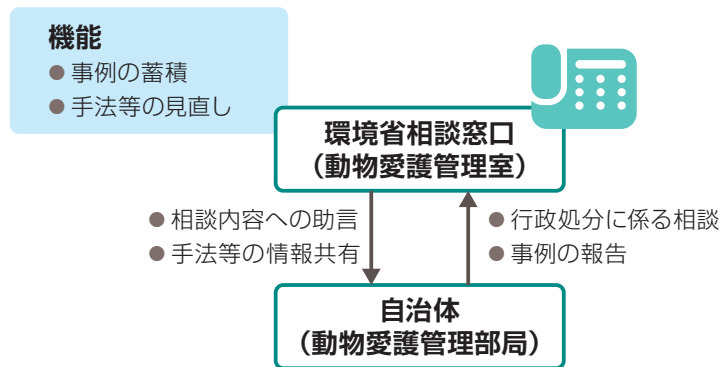 機能
● 事例の蓄積
● 手法等の見直し
環境省相談窓口
（動物愛護管理室）
● 相談内容への助言
● 手法等の情報共有
● 行政処分に係る相談
● 事例の報告
自治体
（動物愛護管理部局）